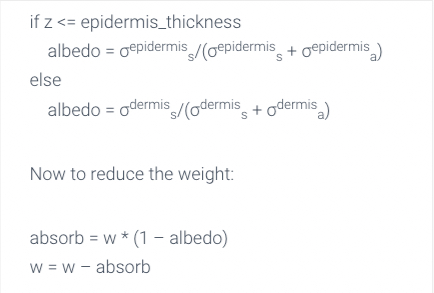 if z <= epidermis_thickness
albedo = σᵉᵖⁱᵈᵉʳᵐⁱˢₛ/(σᵉᵖⁱᵈᵉʳᵐⁱˢₛ + σᵉᵖⁱᵈᵉʳᵐⁱˢₐ)
else
albedo = σᵈᵉʳᵐⁱˢₛ/(σᵈᵉʳᵐⁱˢₛ + σᵈᵉʳᵐⁱˢₐ)
Now to reduce the weight:
absorb = w * (1 – albedo)
w = w – absorb